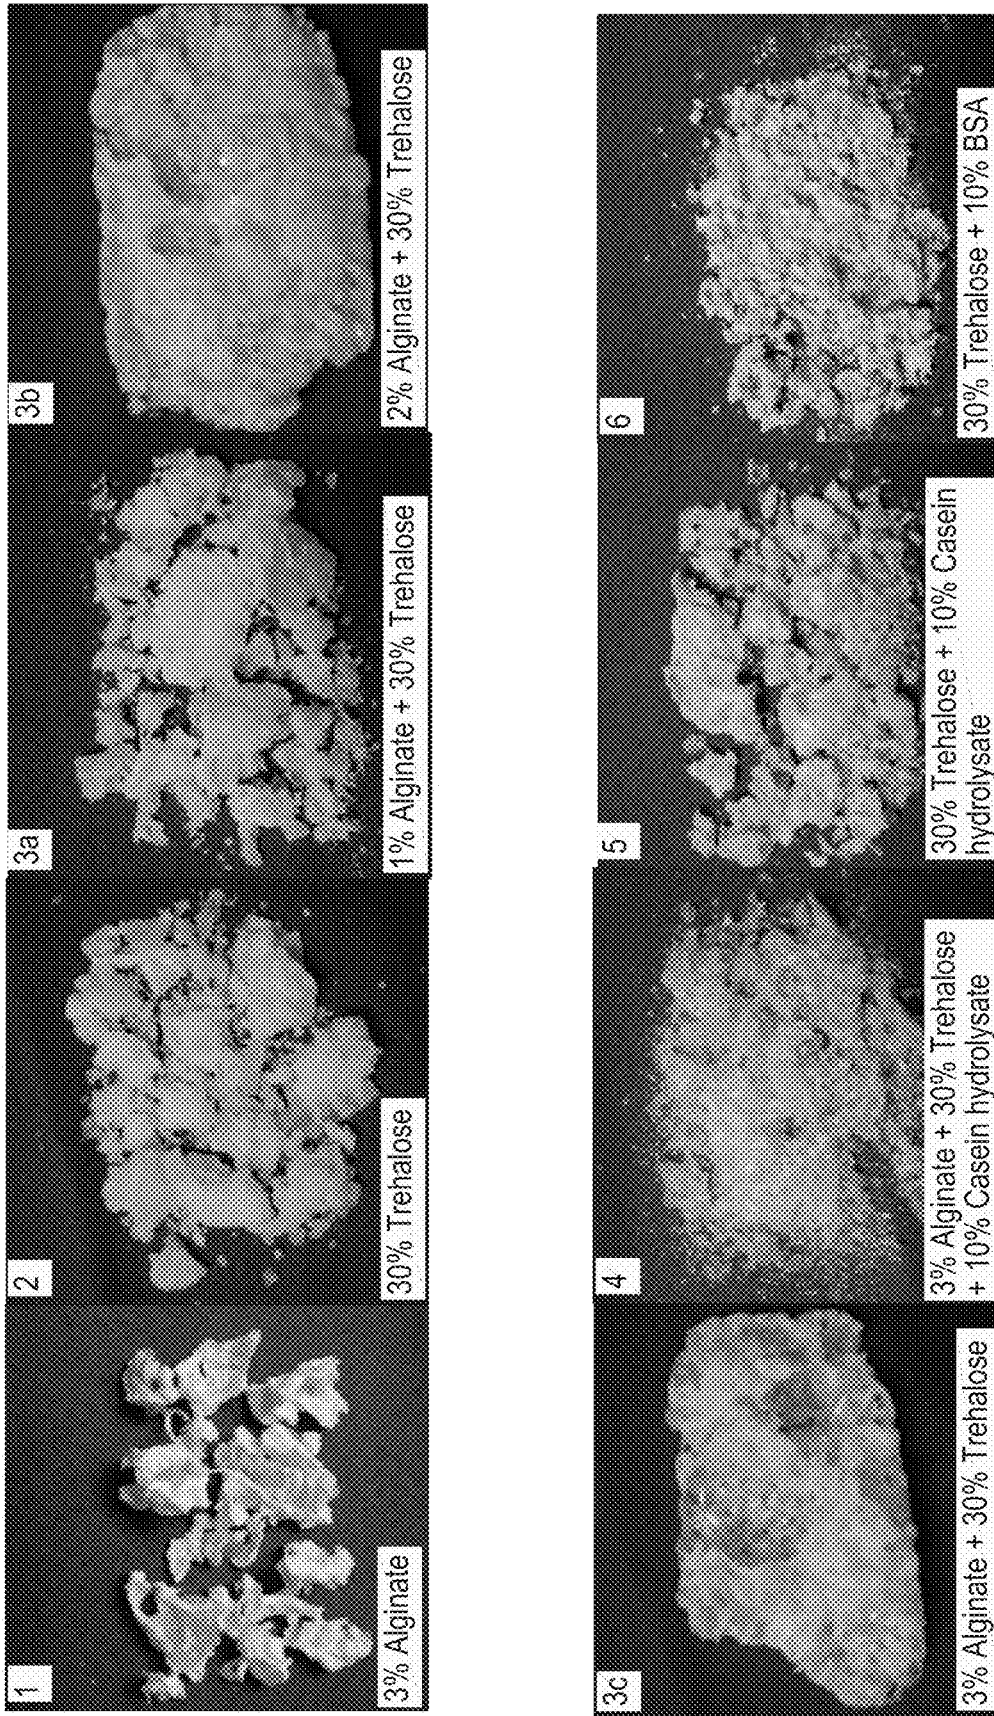 1
3% Alginate
2
30% Trehalose
3a
1% Alginate + 30% Trehalose
3b
2% Alginate + 30% Trehalose
3c
3% Alginate + 30% Trehalose
4
3% Alginate + 30% Trehalose
+ 10% Casein hydrolysate
5
30% Trehalose + 10% Casein
hydrolysate
6
30% Trehalose + 10% BSA